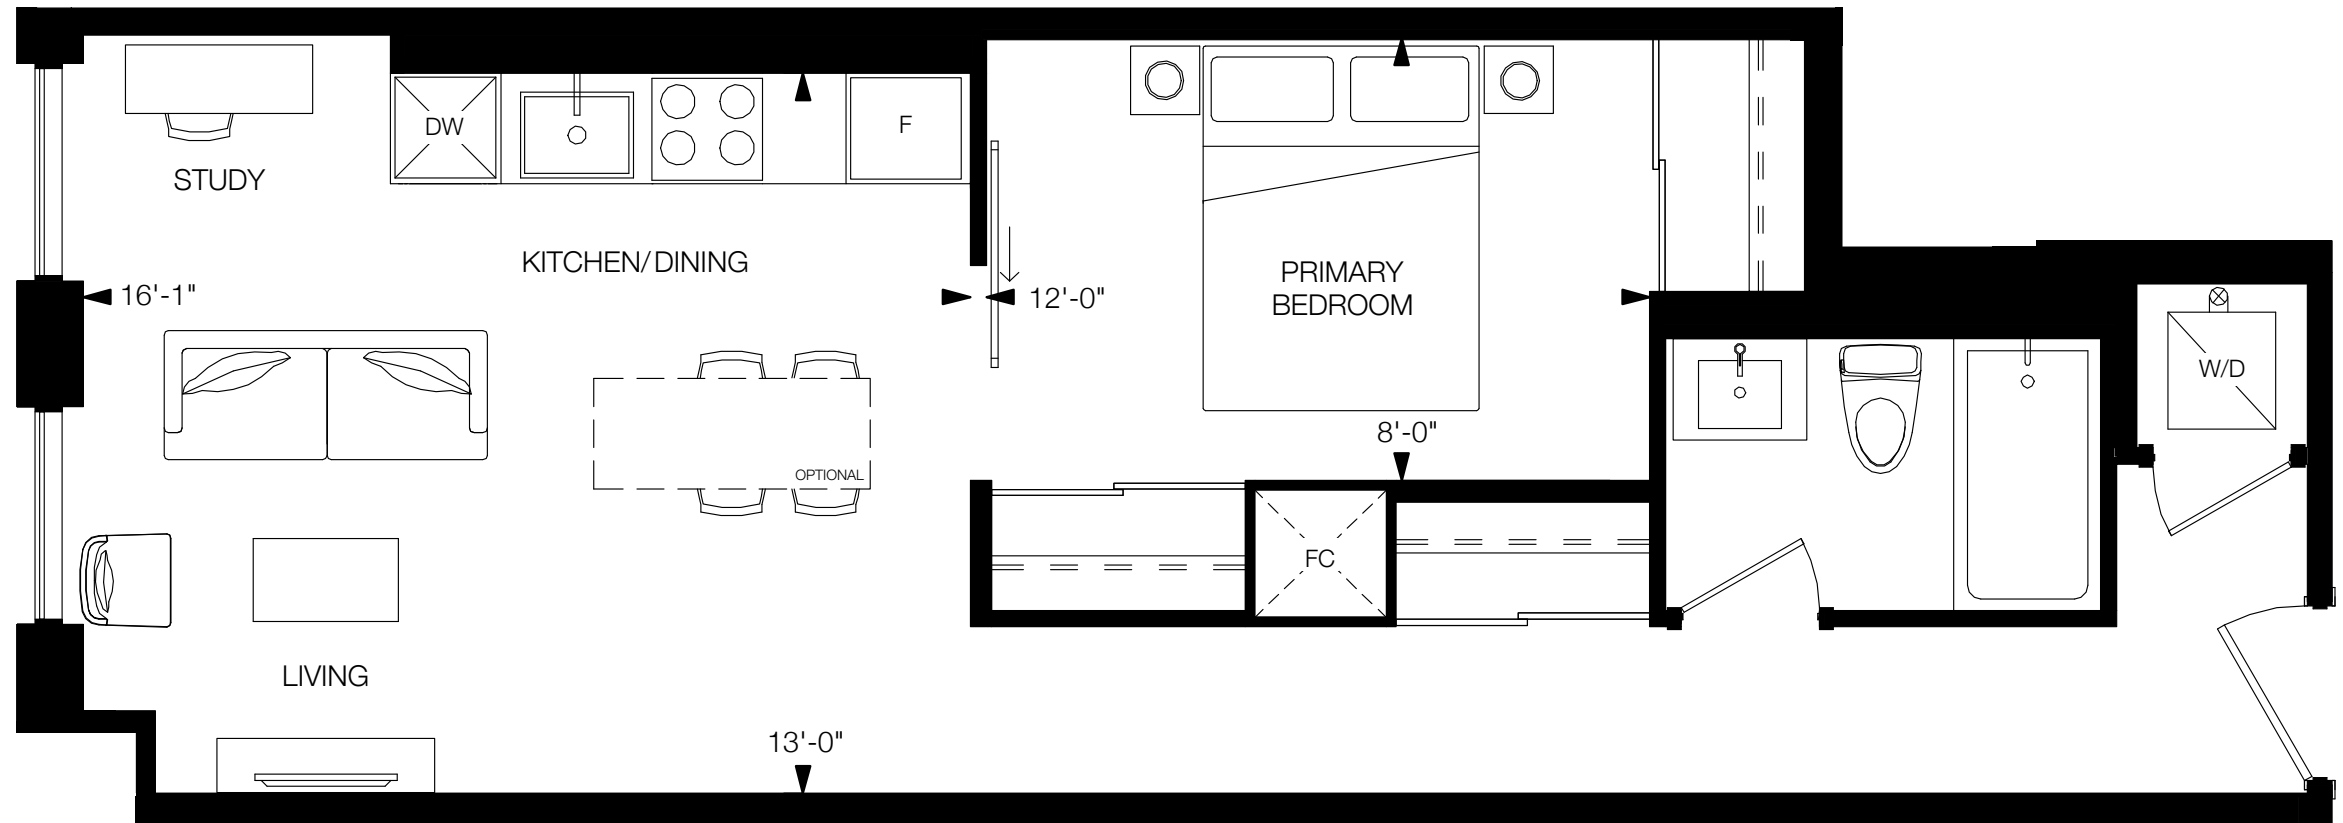 DW
F
STUDY
KITCHEN/DINING
PRIMARY
BEDROOM
16'-1"
12'-0"
W/D
8'-0"
OPTIONAL
FC
LIVING
13'-0"